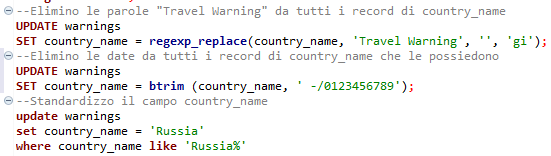 --Elimino le parole "Travel Warning" da tutti i record di country_name
UPDATE warnings
SET country_name = regexp_replace(country_name, 'Travel Warning', '', 'gi');
--Elimino le date da tutti i record di country_name che le possiedono
UPDATE warnings
SET country_name = btrim (country_name, ' -/0123456789');
--Standardizzo il campo country_name
update warnings
set country_name = 'Russia'
where country_name like 'Russia%'